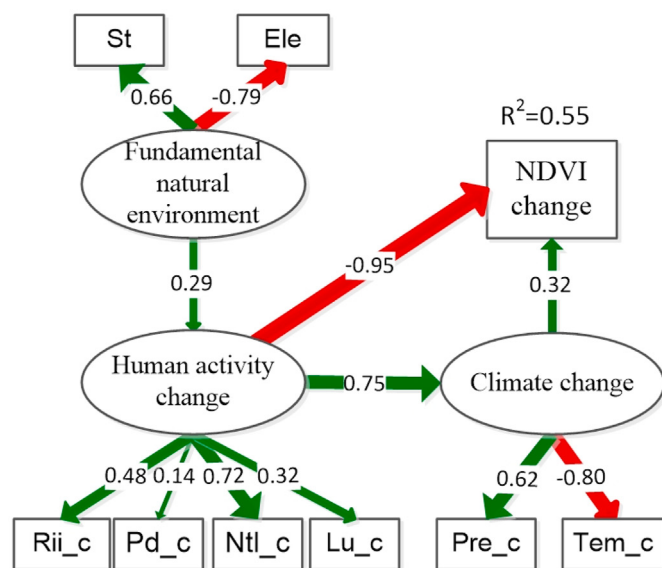 St
Ele
0.66
-0.79
R²=0.55
Fundamental
natural
environment
NDVI
change
0.29
-0.95
0.32
Human activity
change
0.75
Climate change
0.48
0.14
0.72
0.32
0.62
-0.80
Rii_c
Pd_c
Ntl_c
Lu_c
Pre_c
Tem_c